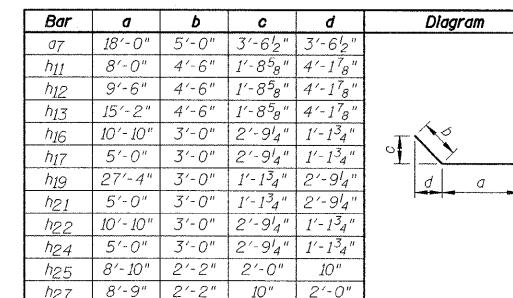 Bar a b c d Diagram
a7 18'-0" 5'-0" 3'-6½" 3'-6½"
h11 8'-0" 4'-6" 1'-8⅝" 4'-1⅞"
h12 9'-6" 4'-6" 1'-8⅝" 4'-1⅞"
h13 15'-2" 4'-6" 1'-8⅝" 4'-1⅞"
h16 10'-10" 3'-0" 2'-9¼" 1'-1¾"
h17 5'-0" 3'-0" 2'-9¼" 1'-1¾"
h19 27'-4" 3'-0" 1'-1¾" 2'-9¼"
h21 5'-0" 3'-0" 1'-1¾" 2'-9¼"
h22 10'-10" 3'-0" 2'-9¼" 1'-1¾"
h24 5'-0" 3'-0" 2'-9¼" 1'-1¾"
h25 8'-10" 2'-2" 2'-0" 10"
h27 8'-9" 2'-2" 10" 2'-0"
b
c
d a